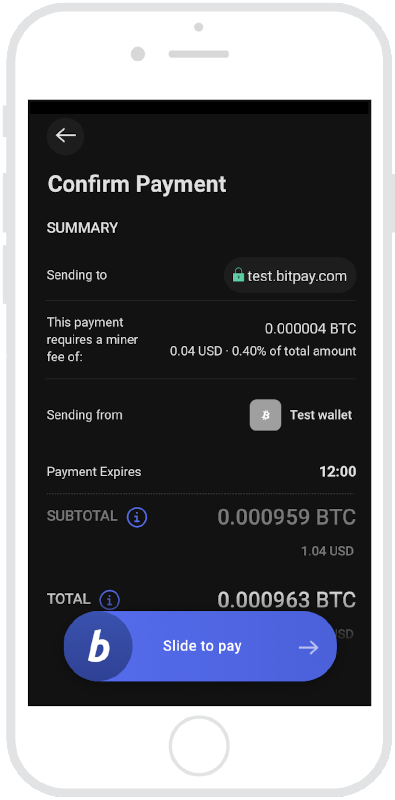 Confirm Payment
SUMMARY
Sending to
test.bitpay.com
This payment
requires a miner
fee of:
0.000004 BTC
0.04 USD · 0.40% of total amount
Sending from
Test wallet
Payment Expires
12:00
SUBTOTAL
0.000959 BTC
1.04 USD
TOTAL
0.000963 BTC
USD
b
Slide to pay